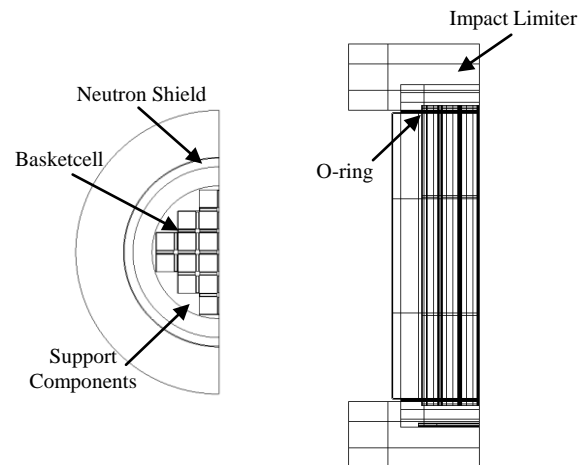 Impact Limiter
Neutron Shield
Basketcell
O-ring
Support
Components